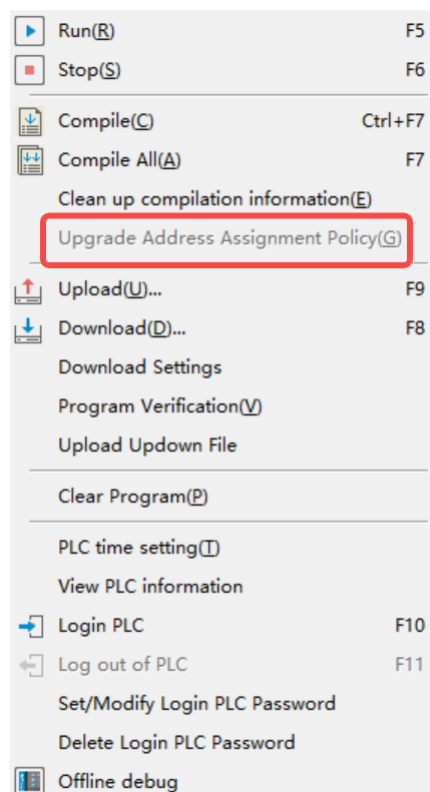 Run(R) F5
Stop(S) F6
Compile(C) Ctrl+F7
Compile All(A) F7
Clean up compilation information(E)
Upgrade Address Assignment Policy(G)
Upload(U)... F9
Download(D)... F8
Download Settings
Program Verification(V)
Upload Updown File
Clear Program(P)
PLC time setting(T)
View PLC information
Login PLC F10
Log out of PLC F11
Set/Modify Login PLC Password
Delete Login PLC Password
Offline debug